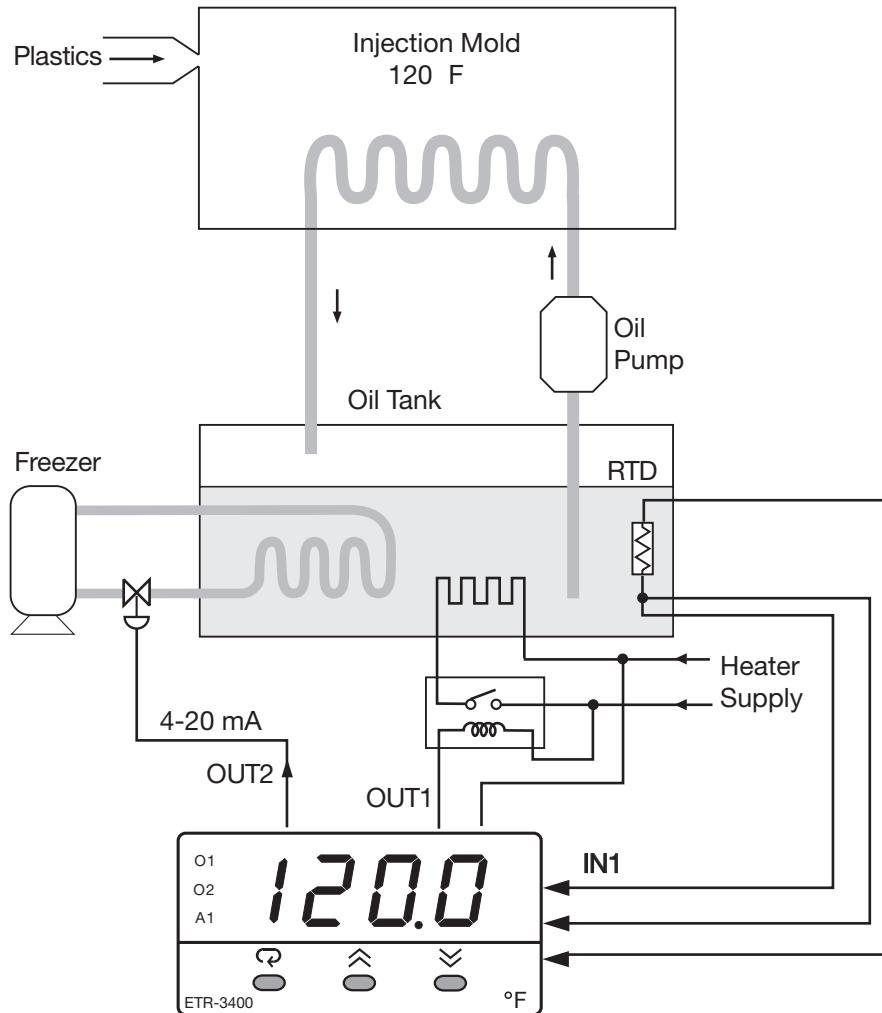 Injection Mold
120 F
Plastics
Oil
Pump
Oil Tank
Freezer
RTD
Heater
Supply
4-20 mA
OUT2
OUT1
IN1
O1
O2
A1
120.0
ETR-3400
°F